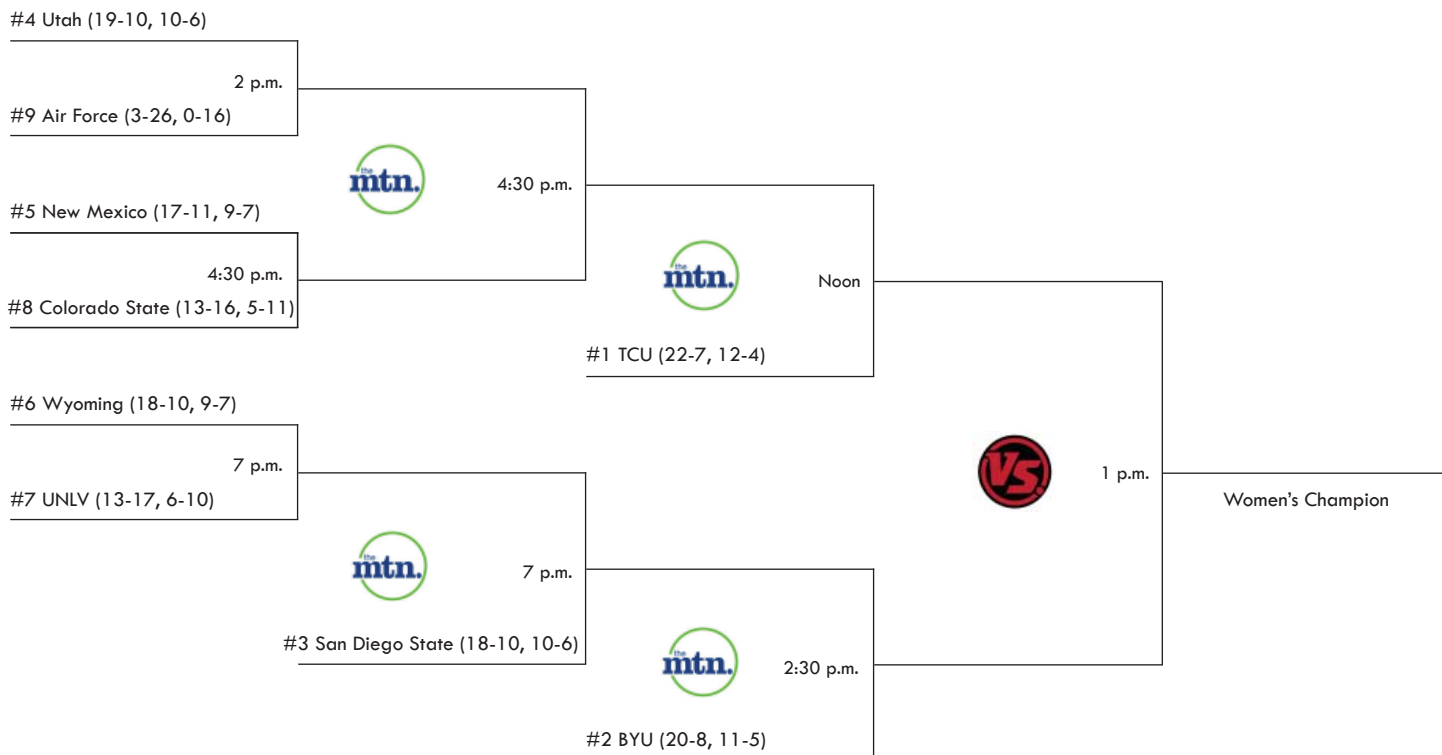 #4 Utah (19-10, 10-6)
2 p.m.
#9 Air Force (3-26, 0-16)
the
mtn.
4:30 p.m.
#5 New Mexico (17-11, 9-7)
4:30 p.m.
#8 Colorado State (13-16, 5-11)
the
mtn.
Noon
#1 TCU (22-7, 12-4)
#6 Wyoming (18-10, 9-7)
7 p.m.
#7 UNLV (13-17, 6-10)
VS.
1 p.m.
Women's Champion
the
mtn.
7 p.m.
#3 San Diego State (18-10, 10-6)
the
mtn.
2:30 p.m.
#2 BYU (20-8, 11-5)